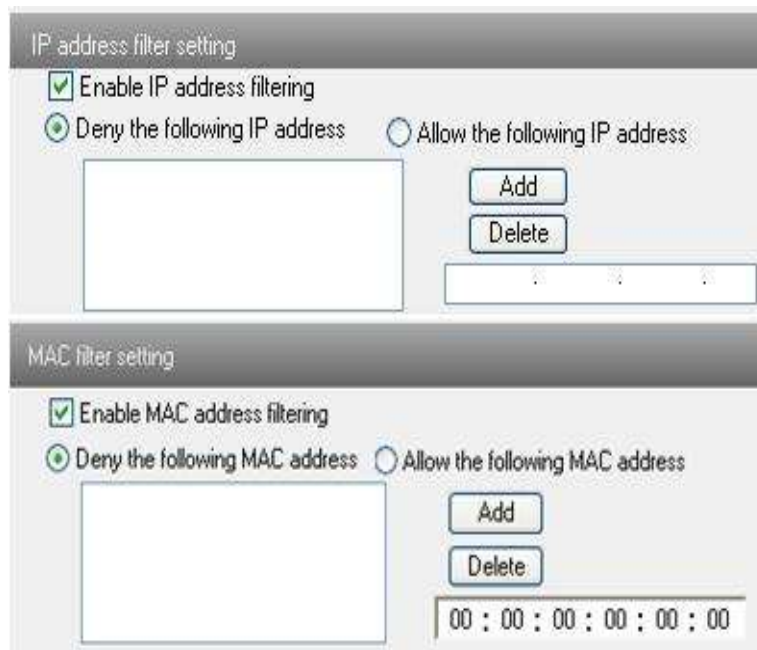 IP address filter setting
Enable IP address filtering
Deny the following IP address Allow the following IP address
Add
Delete
. . .
MAC filter setting
Enable MAC address filtering
Deny the following MAC address Allow the following MAC address
Add
Delete
00 : 00 : 00 : 00 : 00 : 00